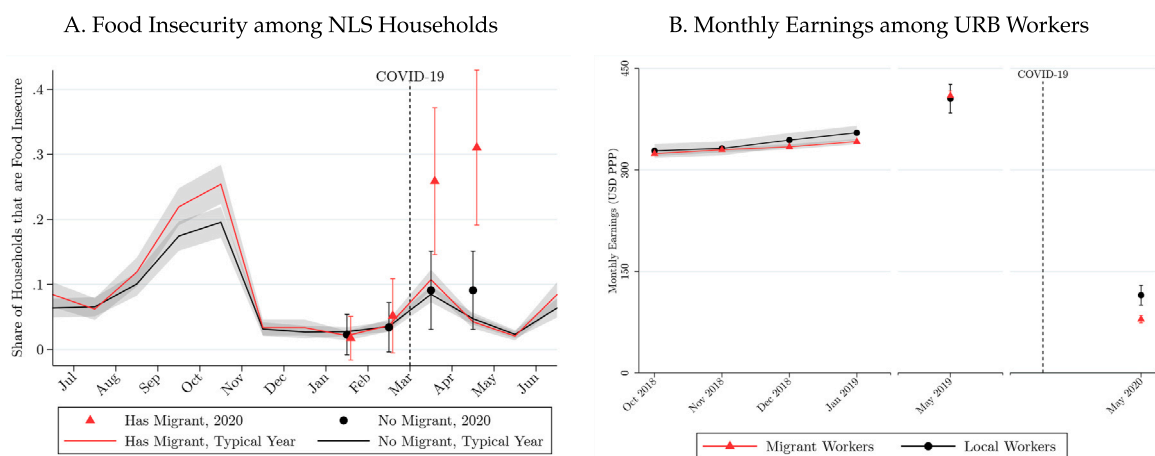 A. Food Insecurity among NLS Households
Share of Households that are Food Insecure
.4
.3
.2
.1
0
COVID-19
Jul Aug Sep Oct Nov Dec Jan Feb Mar Apr May Jun
Has Migrant, 2020 No Migrant, 2020
Has Migrant, Typical Year No Migrant, Typical Year
B. Monthly Earnings among URB Workers
Monthly Earnings (USD PPP)
450
300
150
0
COVID-19
Oct 2018 Nov 2018 Dec 2018 Jan 2019 May 2019 May 2020
Migrant Workers Local Workers